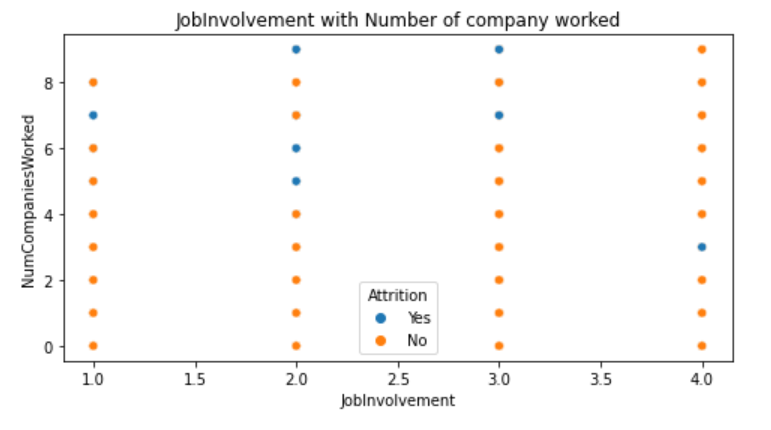 JobInvolvement with Number of company worked
NumCompaniesWorked
8
6
4
2
0
Attrition
Yes
No
1.0 1.5 2.0 2.5 3.0 3.5 4.0
JobInvolvement